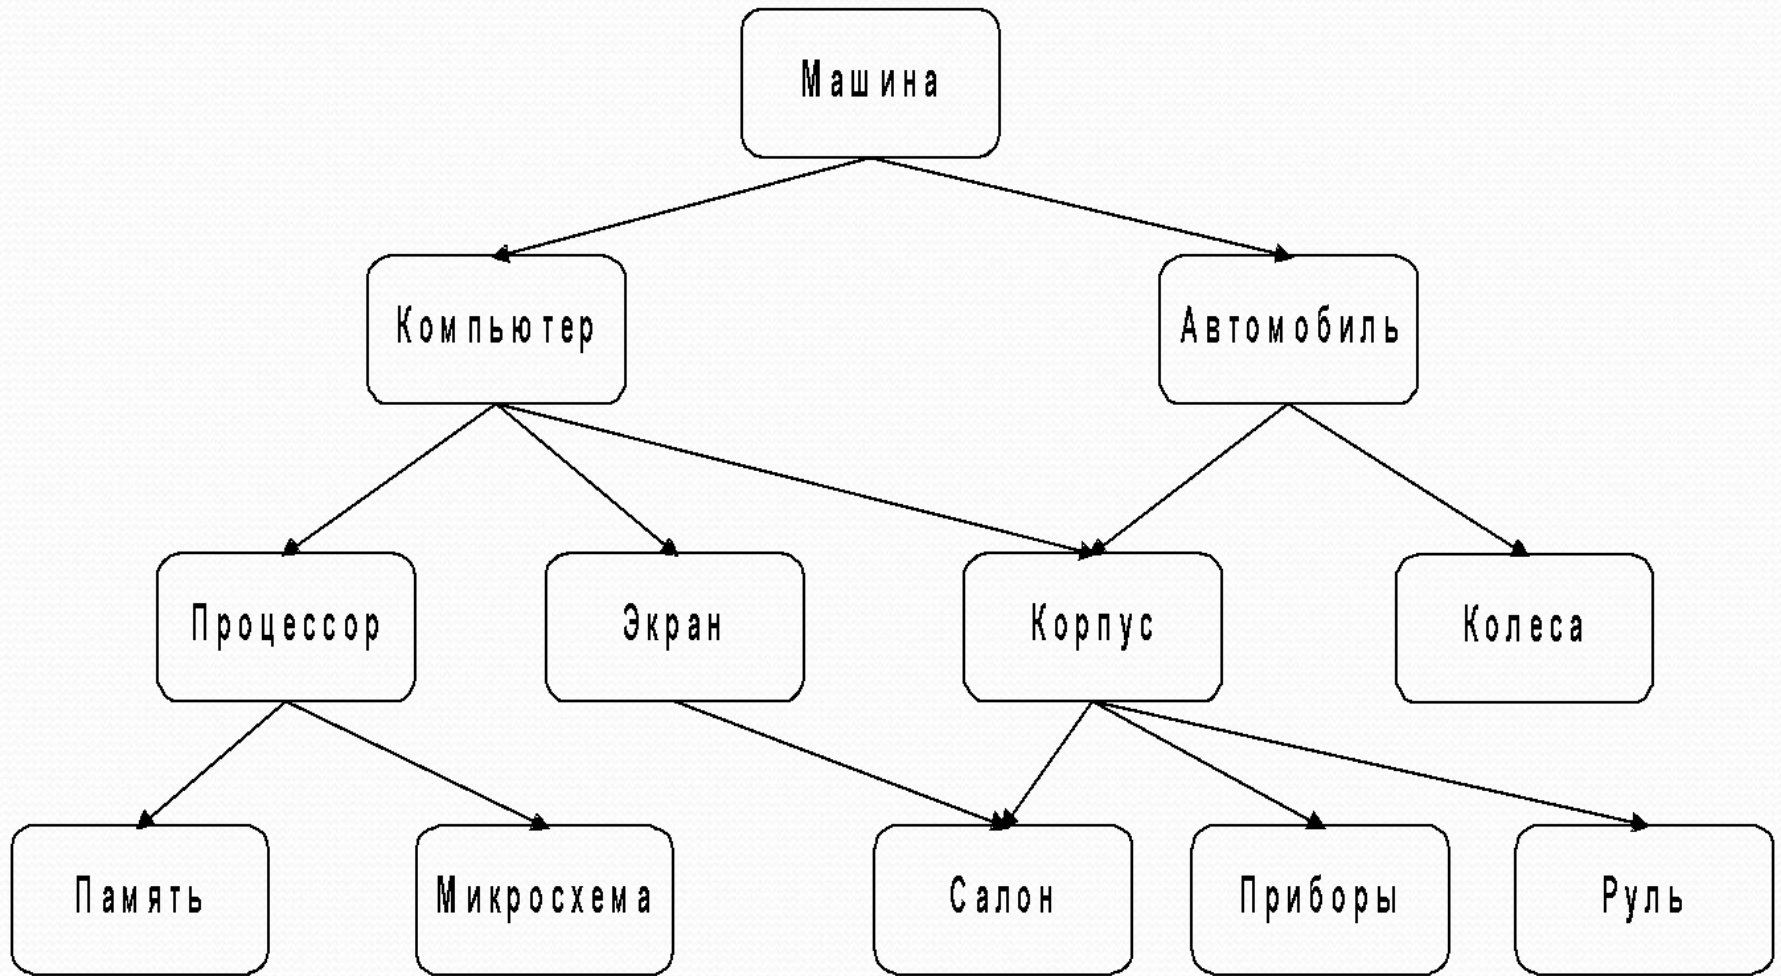 Машина
Компьютер
Автомобиль
Процессор
Экран
Корпус
Колеса
Память
Микросхема
Салон
Приборы
Руль